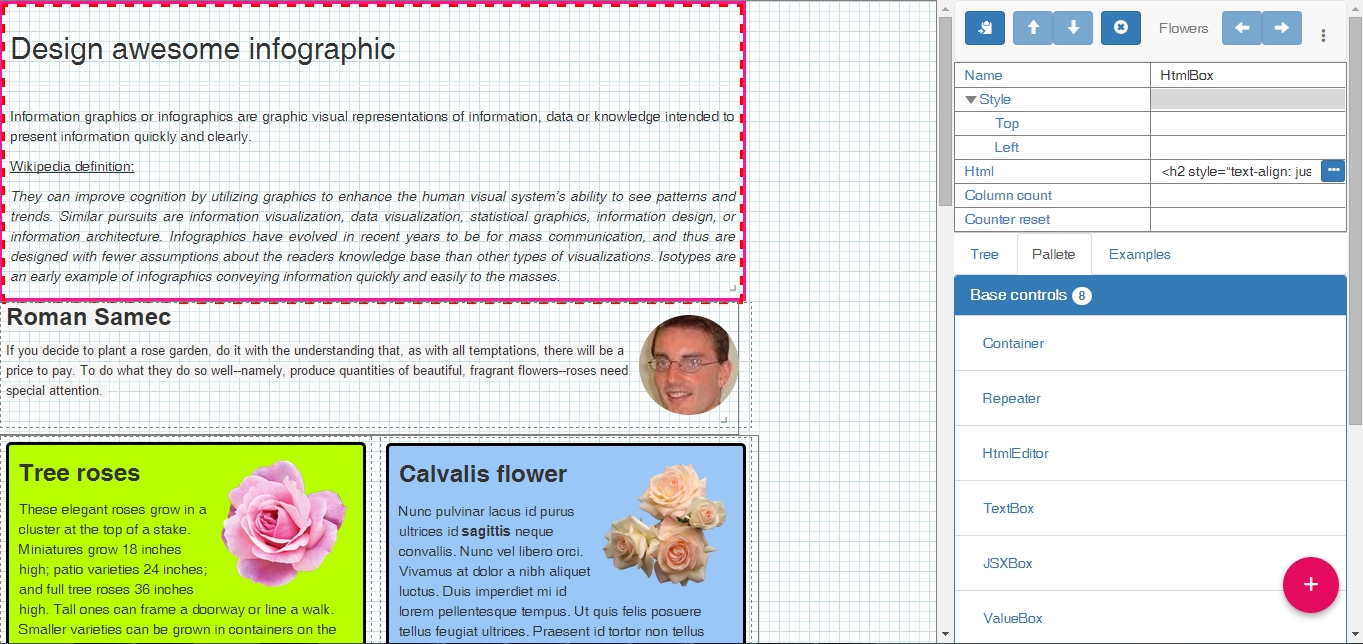 Design awesome infographic
Information graphics or infographics are graphic visual representations of information, data or knowledge intended to
present information quickly and clearly.
Wikipedia definition:
They can improve cognition by utilizing graphics to enhance the human visual system's ability to see patterns and
trends. Similar pursuits are information visualization, data visualization, statistical graphics, information design, or
information architecture. Infographics have evolved in recent years to be for mass communication, and thus are
designed with fewer assumptions about the readers knowledge base than other types of visualizations. Isotypes are
an early example of infographics conveying information quickly and easily to the masses.
Roman Samec
If you decide to plant a rose garden, do it with the understanding that, as with all temptations, there will be a
price to pay. To do what they do so well--namely, produce quantities of beautiful, fragrant flowers--roses need
special attention.
Tree roses
These elegant roses grow in a
cluster at the top of a stake.
Miniatures grow 18 inches
high; patio varieties 24 inches;
and full tree roses 36 inches
high. Tall ones can frame a doorway or line a walk.
Smaller varieties can be grown in containers on the
Calvalis flower
Nunc pulvinar lacus id purus
ultrices id sagittis neque
convallis. Nunc vel libero orci.
Vivamus at dolor a nibh aliquet
luctus. Duis imperdiet mi id
lorem pellentesque tempus. Ut quis felis posuere
tellus feugiat ultrices. Praesent id tortor non tellus
Flowers
Name HtmlBox
Style
Top
Left
Html <h2 style="text-align: jus
Column count
Counter reset
Tree Pallete Examples
Base controls 8
Container
Repeater
HtmlEditor
TextBox
JSXBox
ValueBox